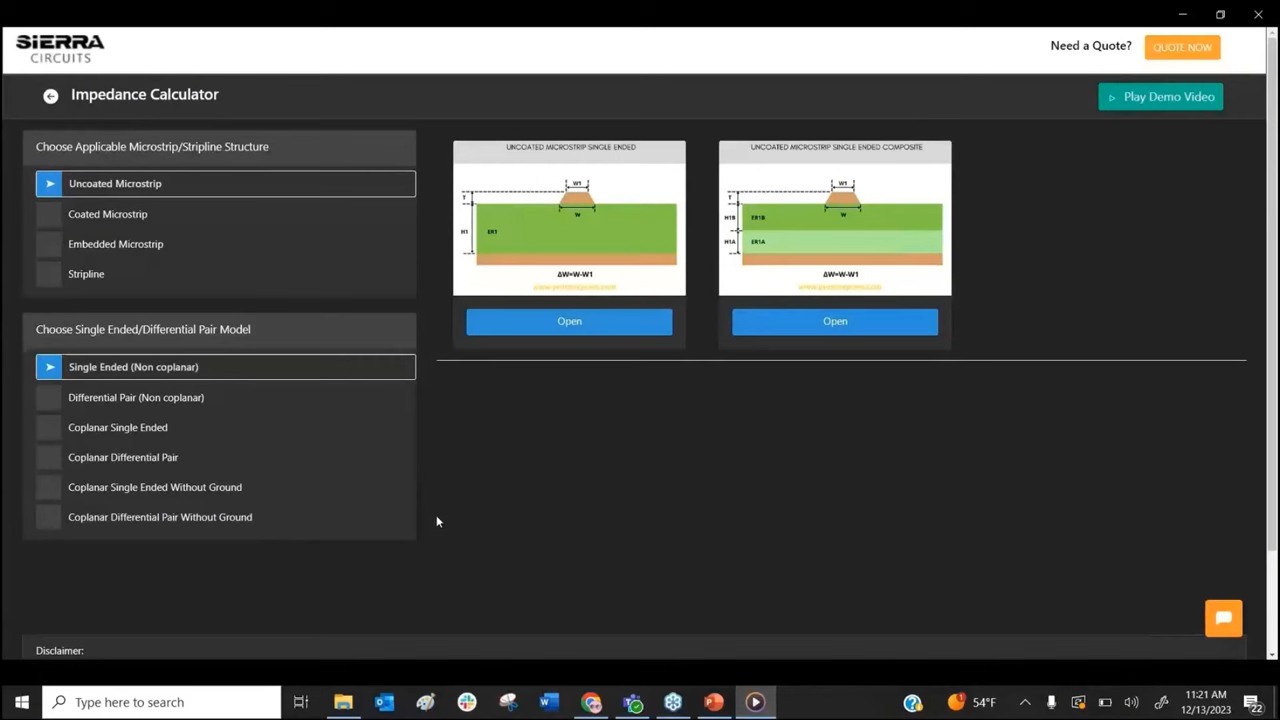 SIERRA
CIRCUITS
Need a Quote?
QUOTE NOW
Impedance Calculator
Play Demo Video
Choose Applicable Microstrip/Stripline Structure
Uncoated Microstrip
Coated Microstrip
Embedded Microstrip
Stripline
Choose Single Ended/Differential Pair Model
Single Ended (Non coplanar)
Differential Pair (Non coplanar)
Coplanar Single Ended
Coplanar Differential Pair
Coplanar Single Ended Without Ground
Coplanar Differential Pair Without Ground
UNCOATED MICROSTRIP SINGLE ENDED
W1
T
W
H1
ER1
ΔW=W-W1
Open
UNCOATED MICROSTRIP SINGLE ENDED COMPOSITE
W1
T
W
H1B
ER1B
H1A
ER1A
ΔW=W-W1
Open
Disclaimer:
Type here to search
1
54°F
11:21 AM
12/13/2023
22